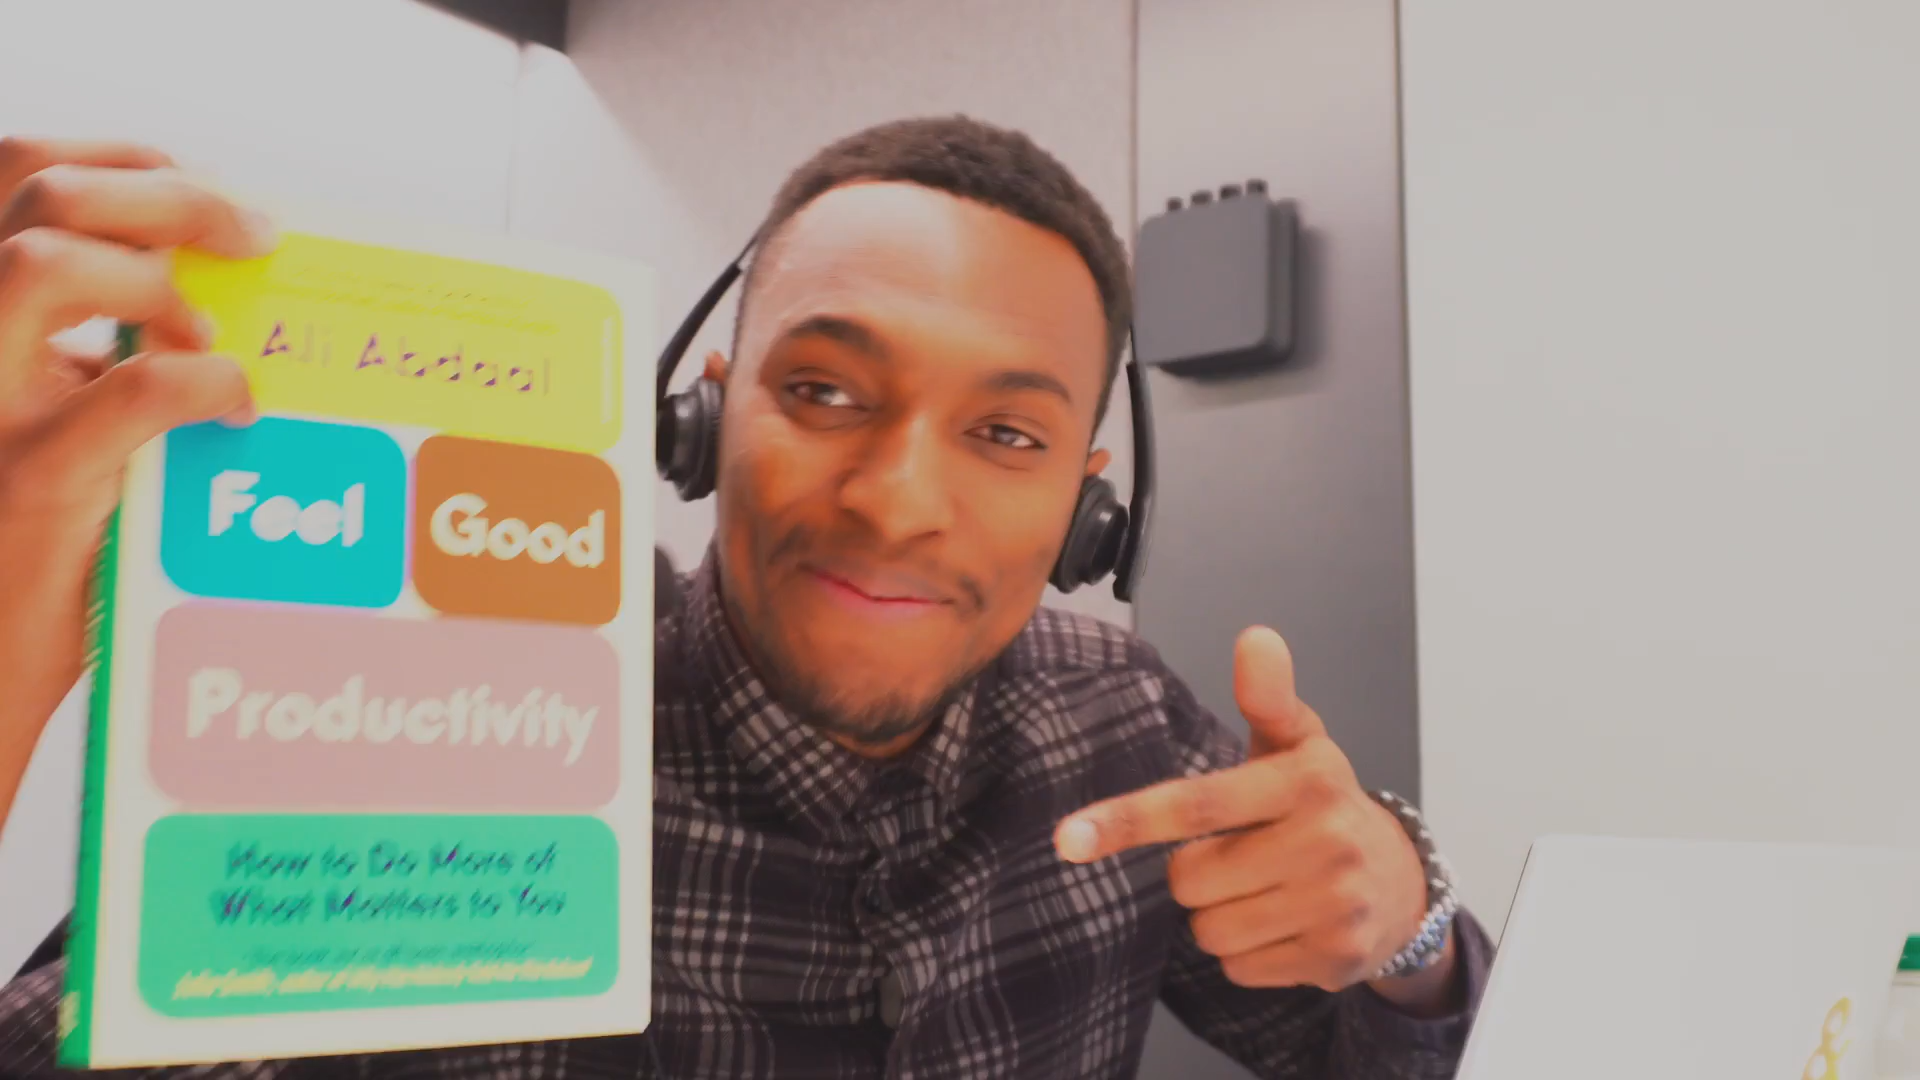 Ali Abdaal
Feel
Good
Productivity
How to Do More of
What Matters to You